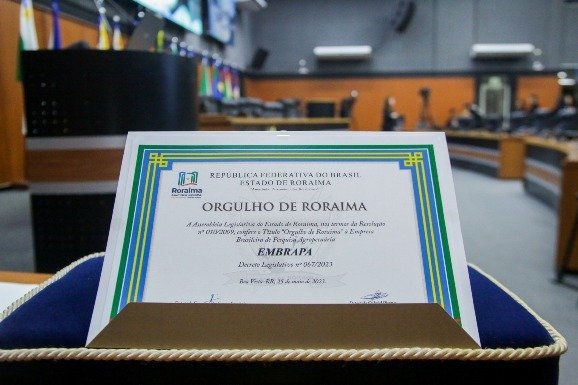 REPÚBLICA FEDERATIVA DO BRASIL
ESTADO DE RORAIMA
Roraima
ORGULHO DE RORAIMA
A Assembleia Legislativa do Estado de Roraima, nos termos da Resolução
nº 010/2009, confere o Título "Orgulho de Roraima" a Empresa
Brasileira de Pesquisa Agropecuária
EMBRAPA
Decreto Legislativo nº 067/2023
Boa Vista-RR, 25 de maio de 2023